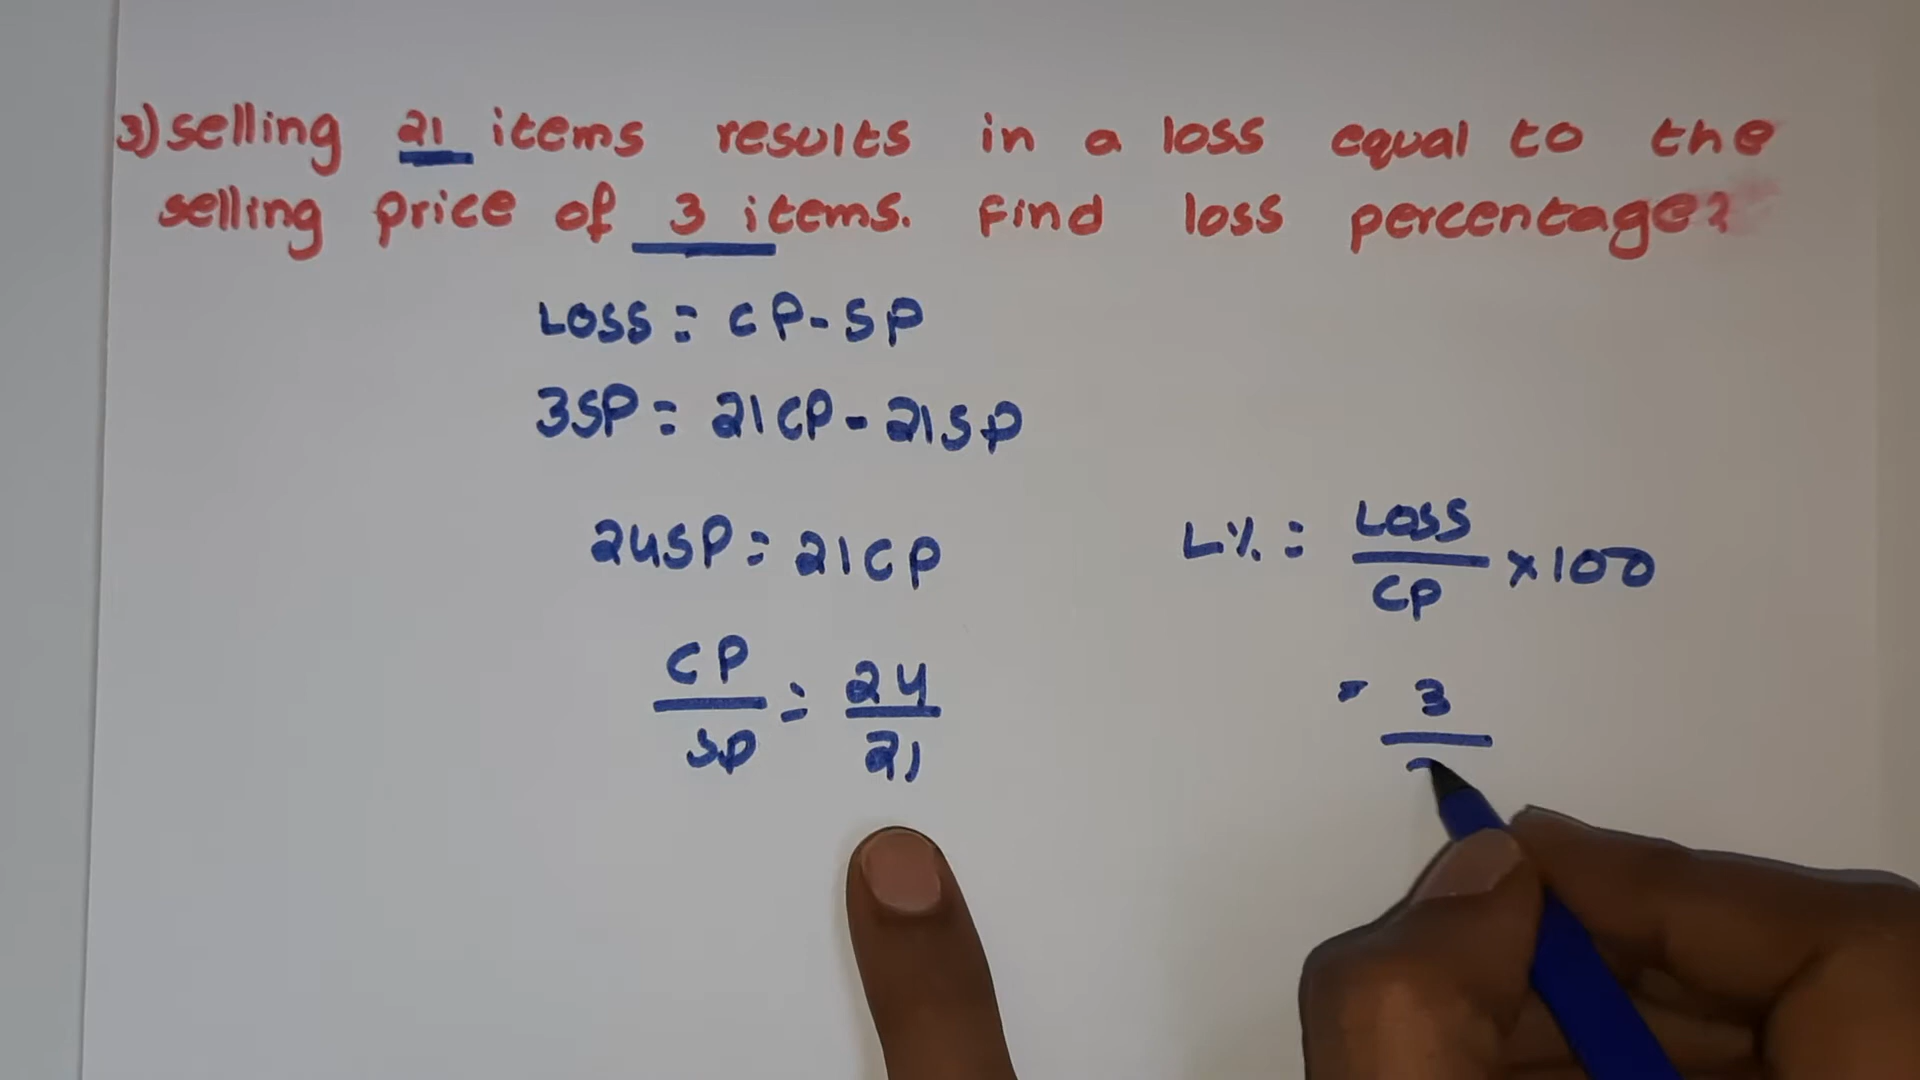 3) selling 21 items results in a loss equal to the
selling price of 3 items. Find loss percentage?
LOSS = CP - SP
3SP = 21CP - 21SP
24SP = 21CP
CP/SP = 24/21
L% = LOSS/CP × 100
= 3/